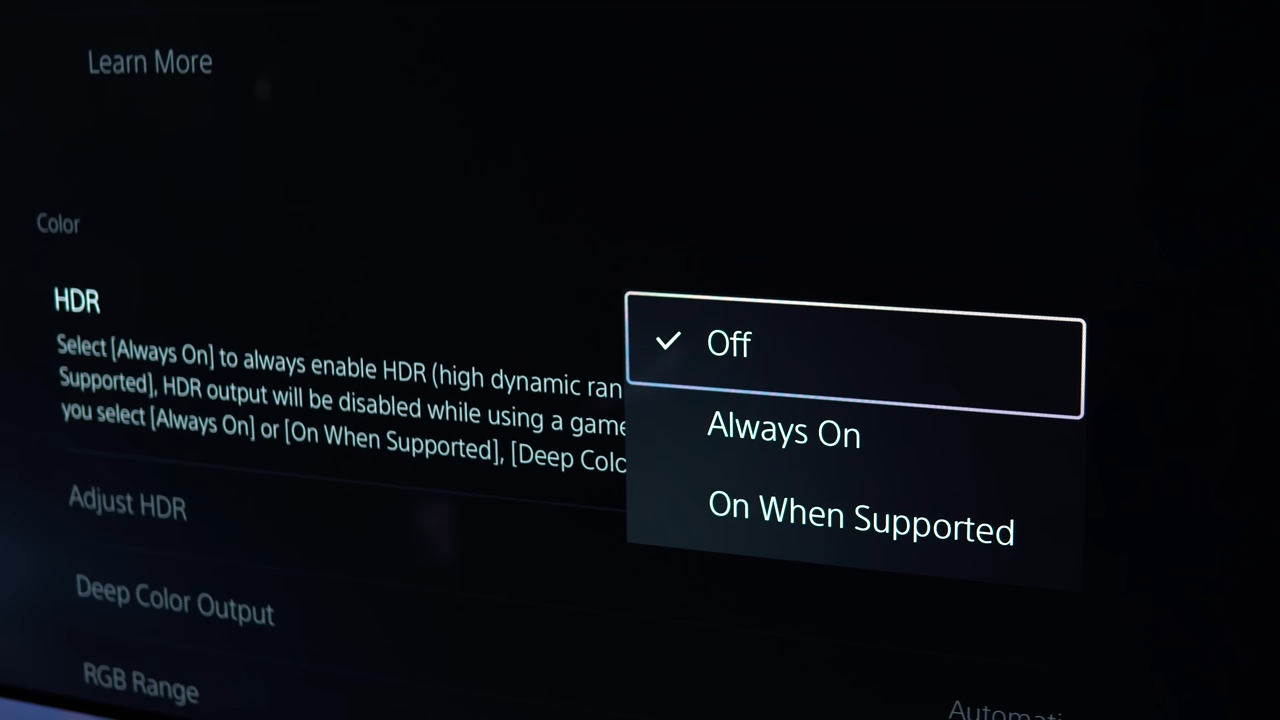 Learn More
Color
HDR
Select [Always On] to always enable HDR (high dynamic ran
Supported], HDR output will be disabled while using a game
you select [Always On] or [On When Supported], [Deep Colo
Off
Always On
On When Supported
Adjust HDR
Deep Color Output
RGB Range
Automati